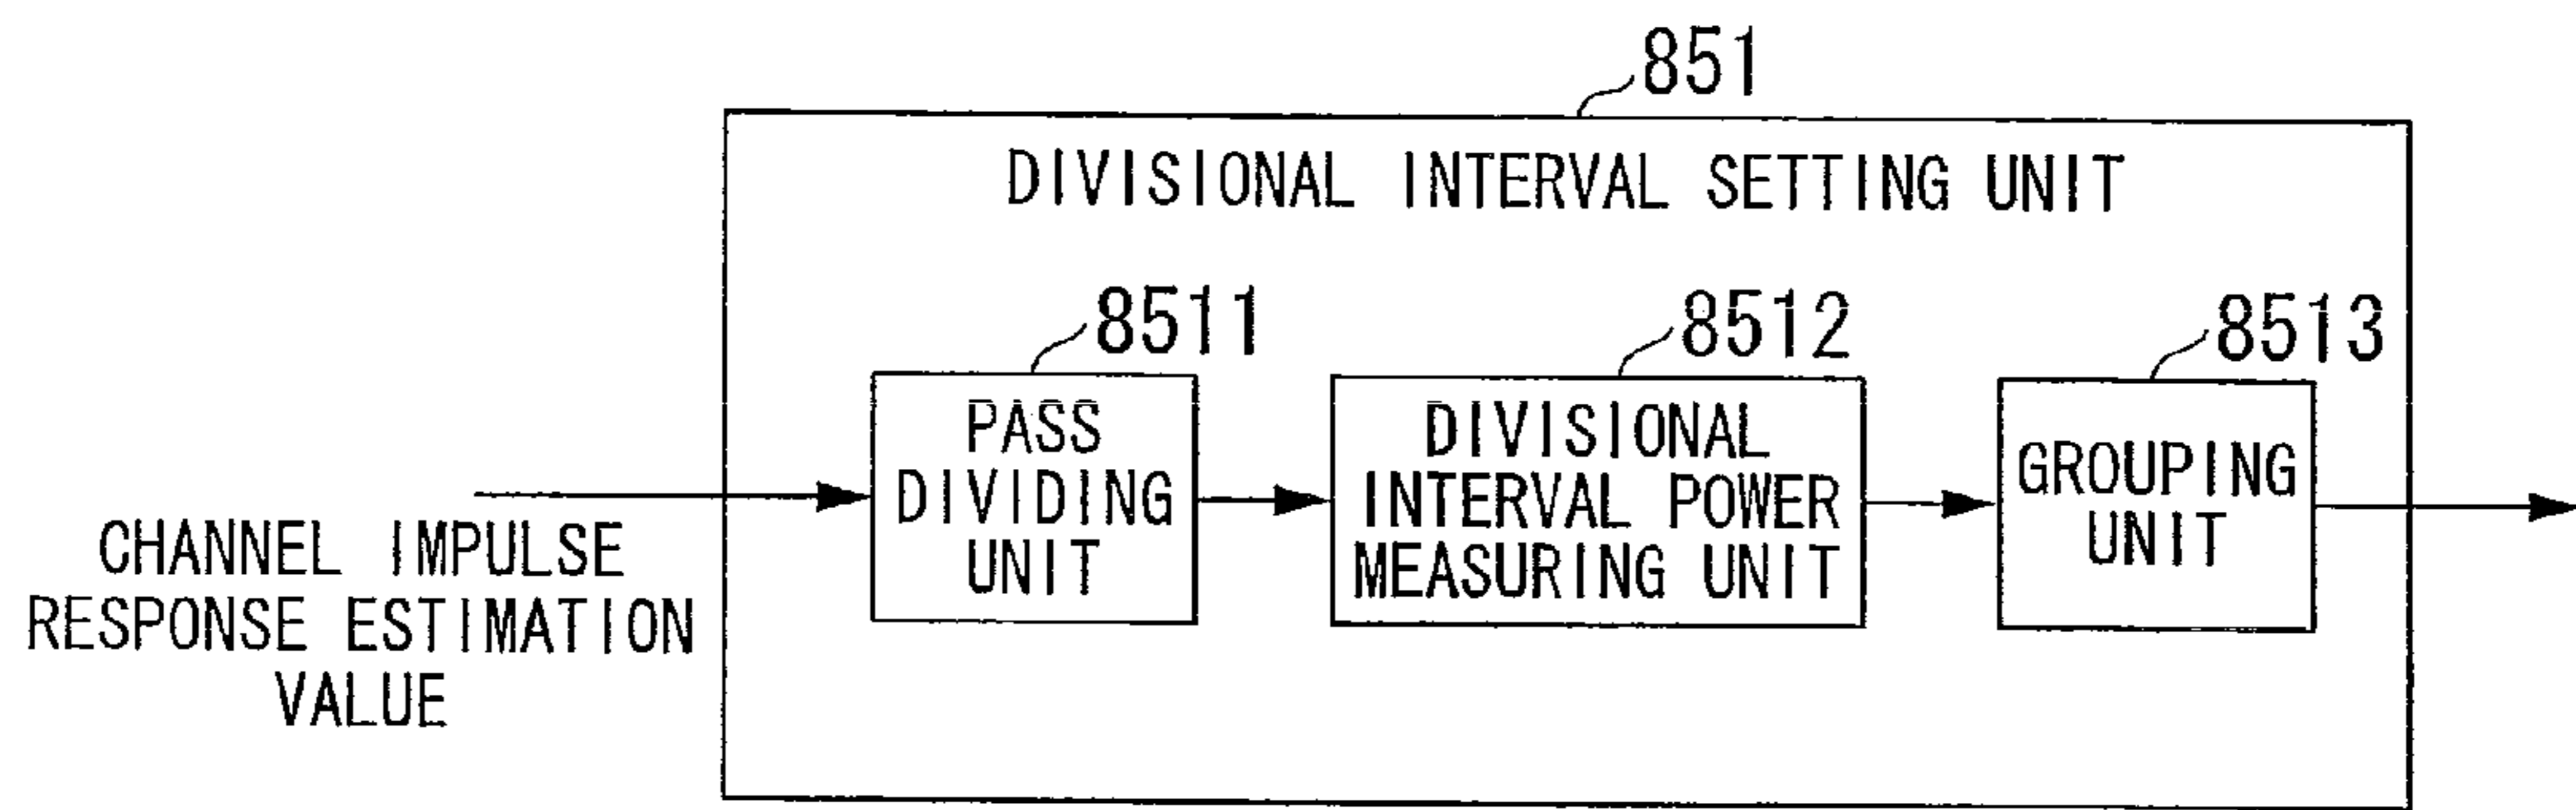 851
DIVISIONAL INTERVAL SETTING UNIT
8511
8512
8513
PASS
DIVIDING
UNIT
DIVISIONAL
INTERVAL POWER
MEASURING UNIT
GROUPING
UNIT
CHANNEL IMPULSE
RESPONSE ESTIMATION
VALUE